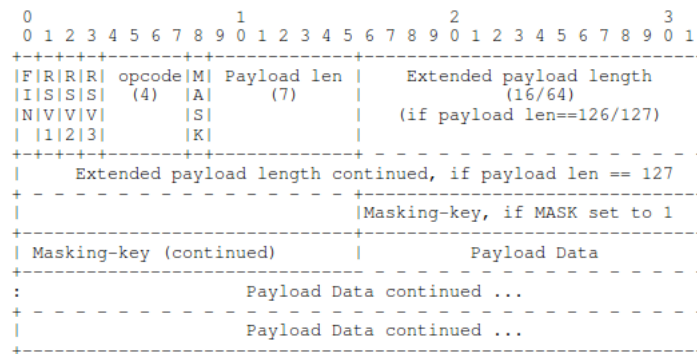 0                   1                   2                   3
 0 1 2 3 4 5 6 7 8 9 0 1 2 3 4 5 6 7 8 9 0 1 2 3 4 5 6 7 8 9 0 1
+-+-+-+-+-------+-+-------------+-------------------------------
|F|R|R|R| opcode|M| Payload len |    Extended payload length
|I|S|S|S|  (4)  |A|     (7)     |             (16/64)
|N|V|V|V|       |S|             |   (if payload len==126/127)
| |1|2|3|       |K|             |
+-+-+-+-+-------+-+-------------+ - - - - - - - - - - - - - - -
|     Extended payload length continued, if payload len == 127
+ - - - - - - - - - - - - - - - +-------------------------------
|                               |Masking-key, if MASK set to 1
+-------------------------------+-------------------------------
| Masking-key (continued)       |          Payload Data
+-------------------------------- - - - - - - - - - - - - - - -
:                     Payload Data continued ...
+ - - - - - - - - - - - - - - - - - - - - - - - - - - - - - - -
|                     Payload Data continued ...
+---------------------------------------------------------------